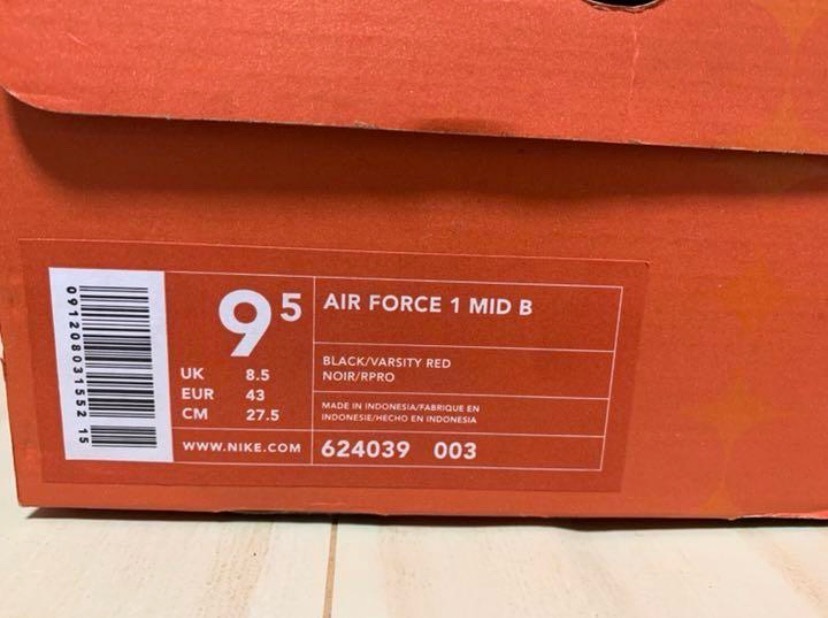 091208031552 15
9 5
UK 8.5
EUR 43
CM 27.5
WWW.NIKE.COM
AIR FORCE 1 MID B
BLACK/VARSITY RED
NOIR/RPRO
MADE IN INDONESIA/FABRIQUE EN
INDONESIE/HECHO EN INDONESIA
624039 003